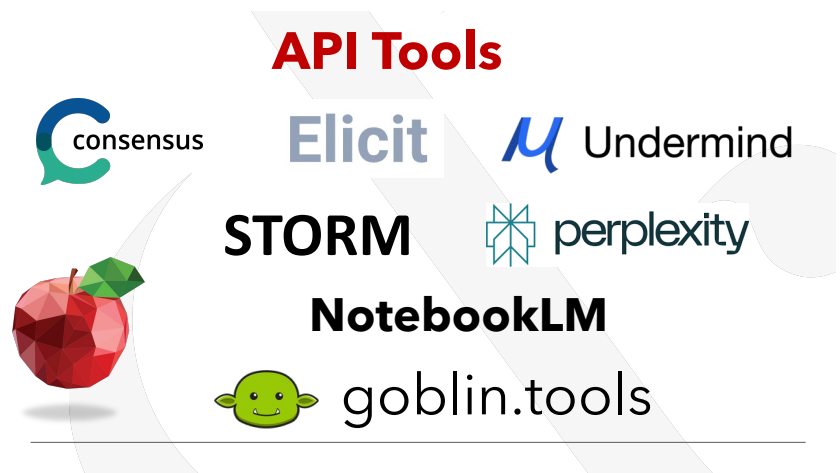 API Tools
consensus
Elicit
Undermind
STORM
perplexity
NotebookLM
goblin.tools